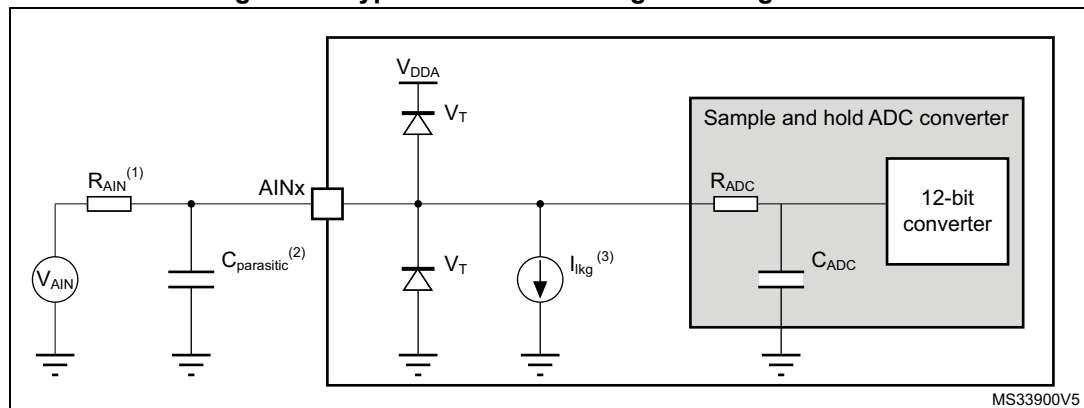 V_DDA
V_T
Sample and hold ADC converter
R_AIN(1)
AINx
R_ADC
12-bit
converter
C_parasitic(2)
V_T
I_lkg(3)
C_ADC
V_AIN
MS33900V5